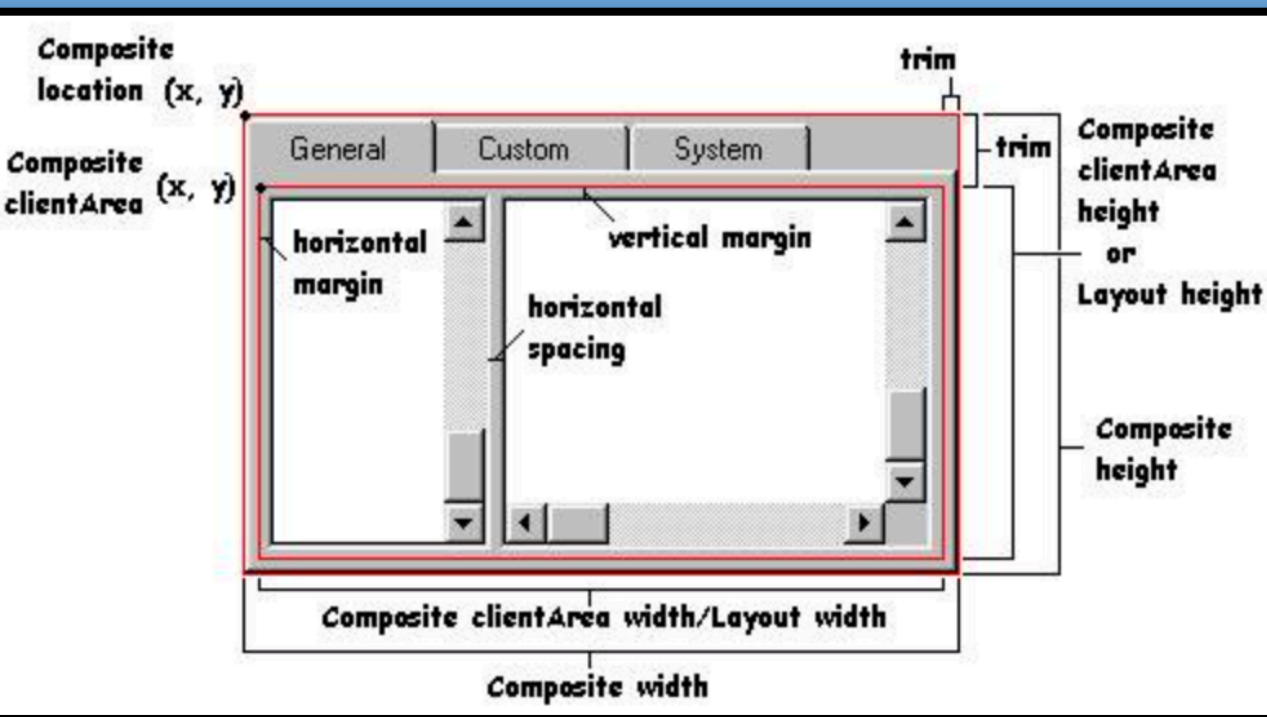 Composite
location (x, y)
trim
Composite
clientArea (x, y)
General
Custom
System
trim
Composite
clientArea
height
or
Layout height
horizontal
margin
vertical margin
horizontal
spacing
Composite
height
Composite clientArea width/Layout width
Composite width